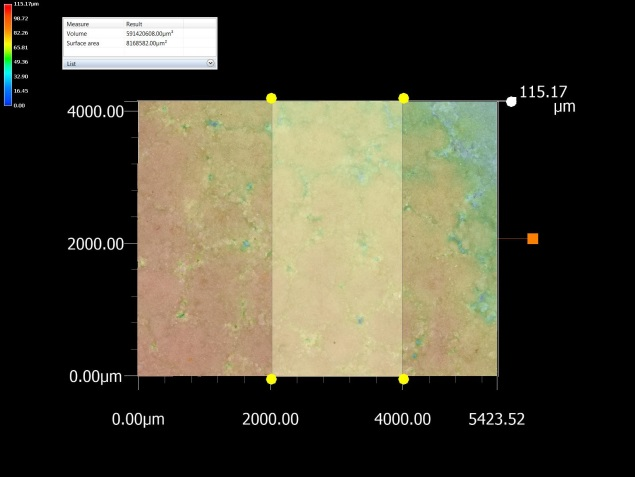 115.17μm
98.72
82.26
65.81
49.36
32.90
16.45
0.00
Measure Result
Volume 591420608.00μm³
Surface area 8168582.00μm²
List
115.17
μm
4000.00
2000.00
0.00μm
0.00μm 2000.00 4000.00 5423.52